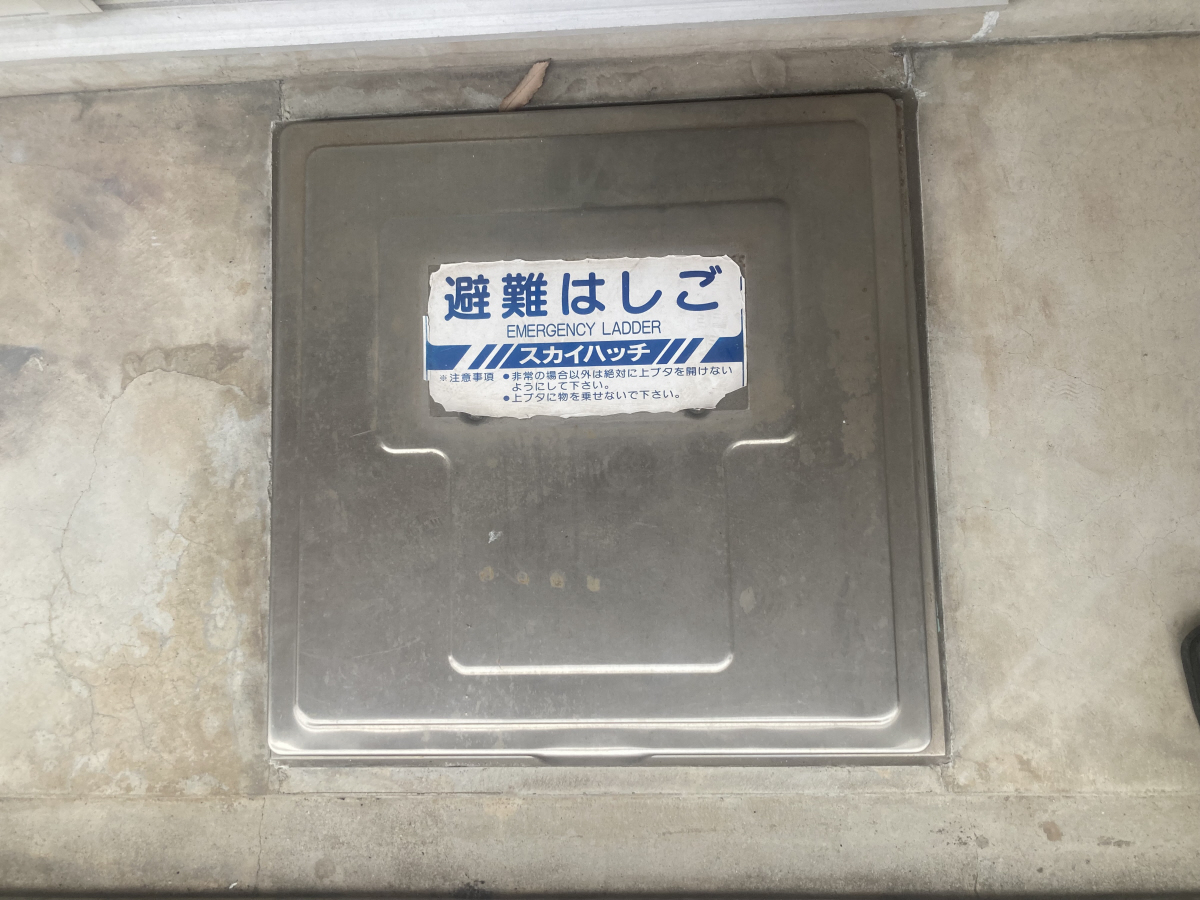 避難はしご
EMERGENCY LADDER
スカイハッチ
※注意事項 ●非常の場合以外は絶対に上ブタを開けない
ようにして下さい。
●上ブタに物を乗せないで下さい。